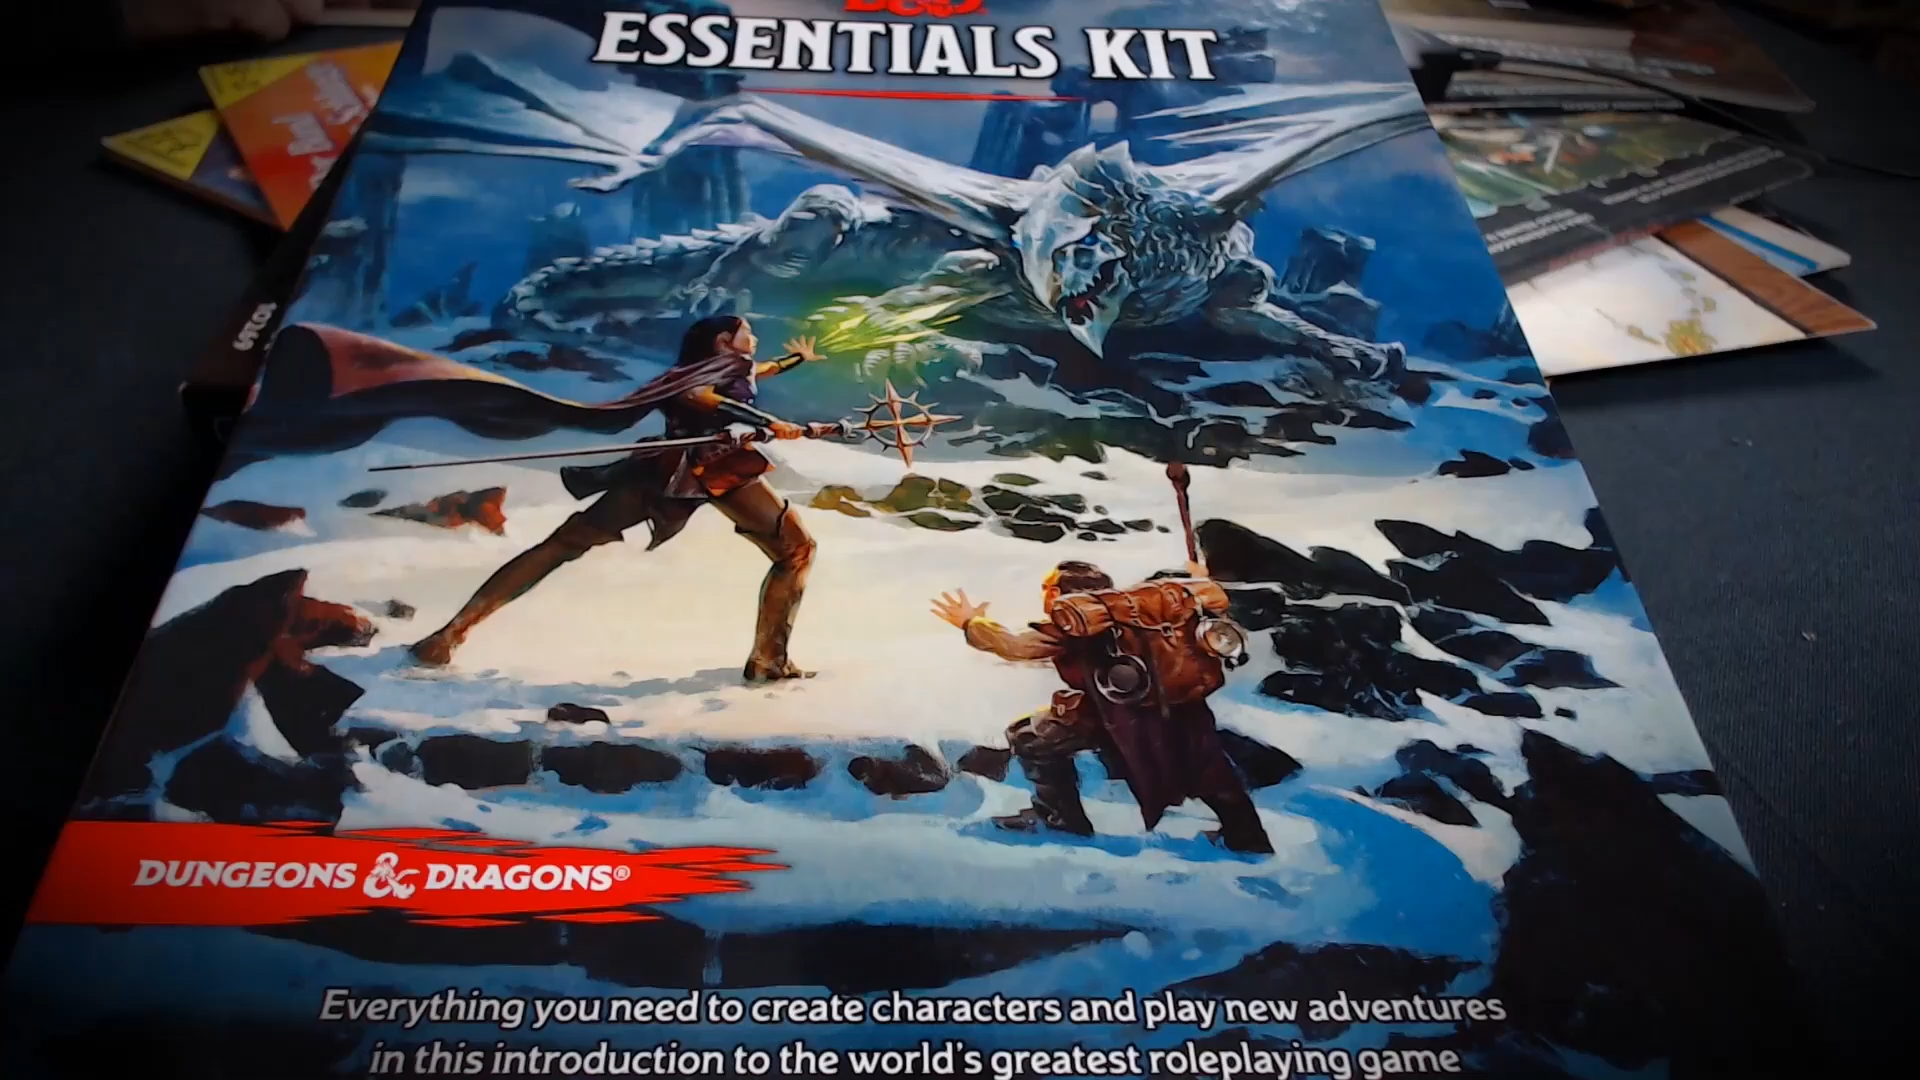 D&D
ESSENTIALS KIT
DUNGEONS & DRAGONS®
Everything you need to create characters and play new adventures
in this introduction to the world's greatest roleplaying game